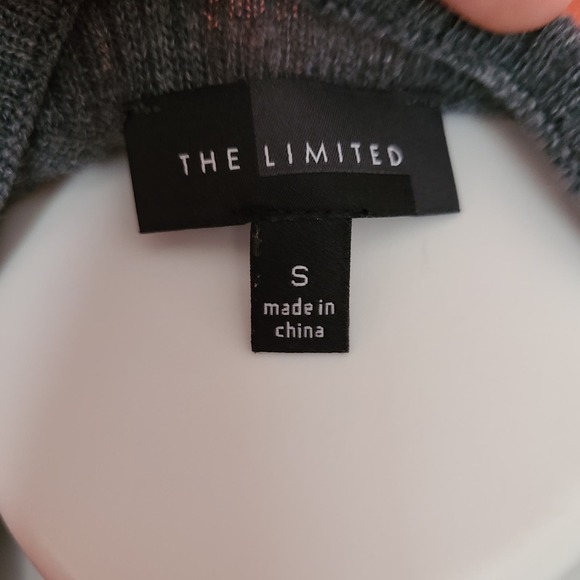 THE LIMITED
S
made in
china